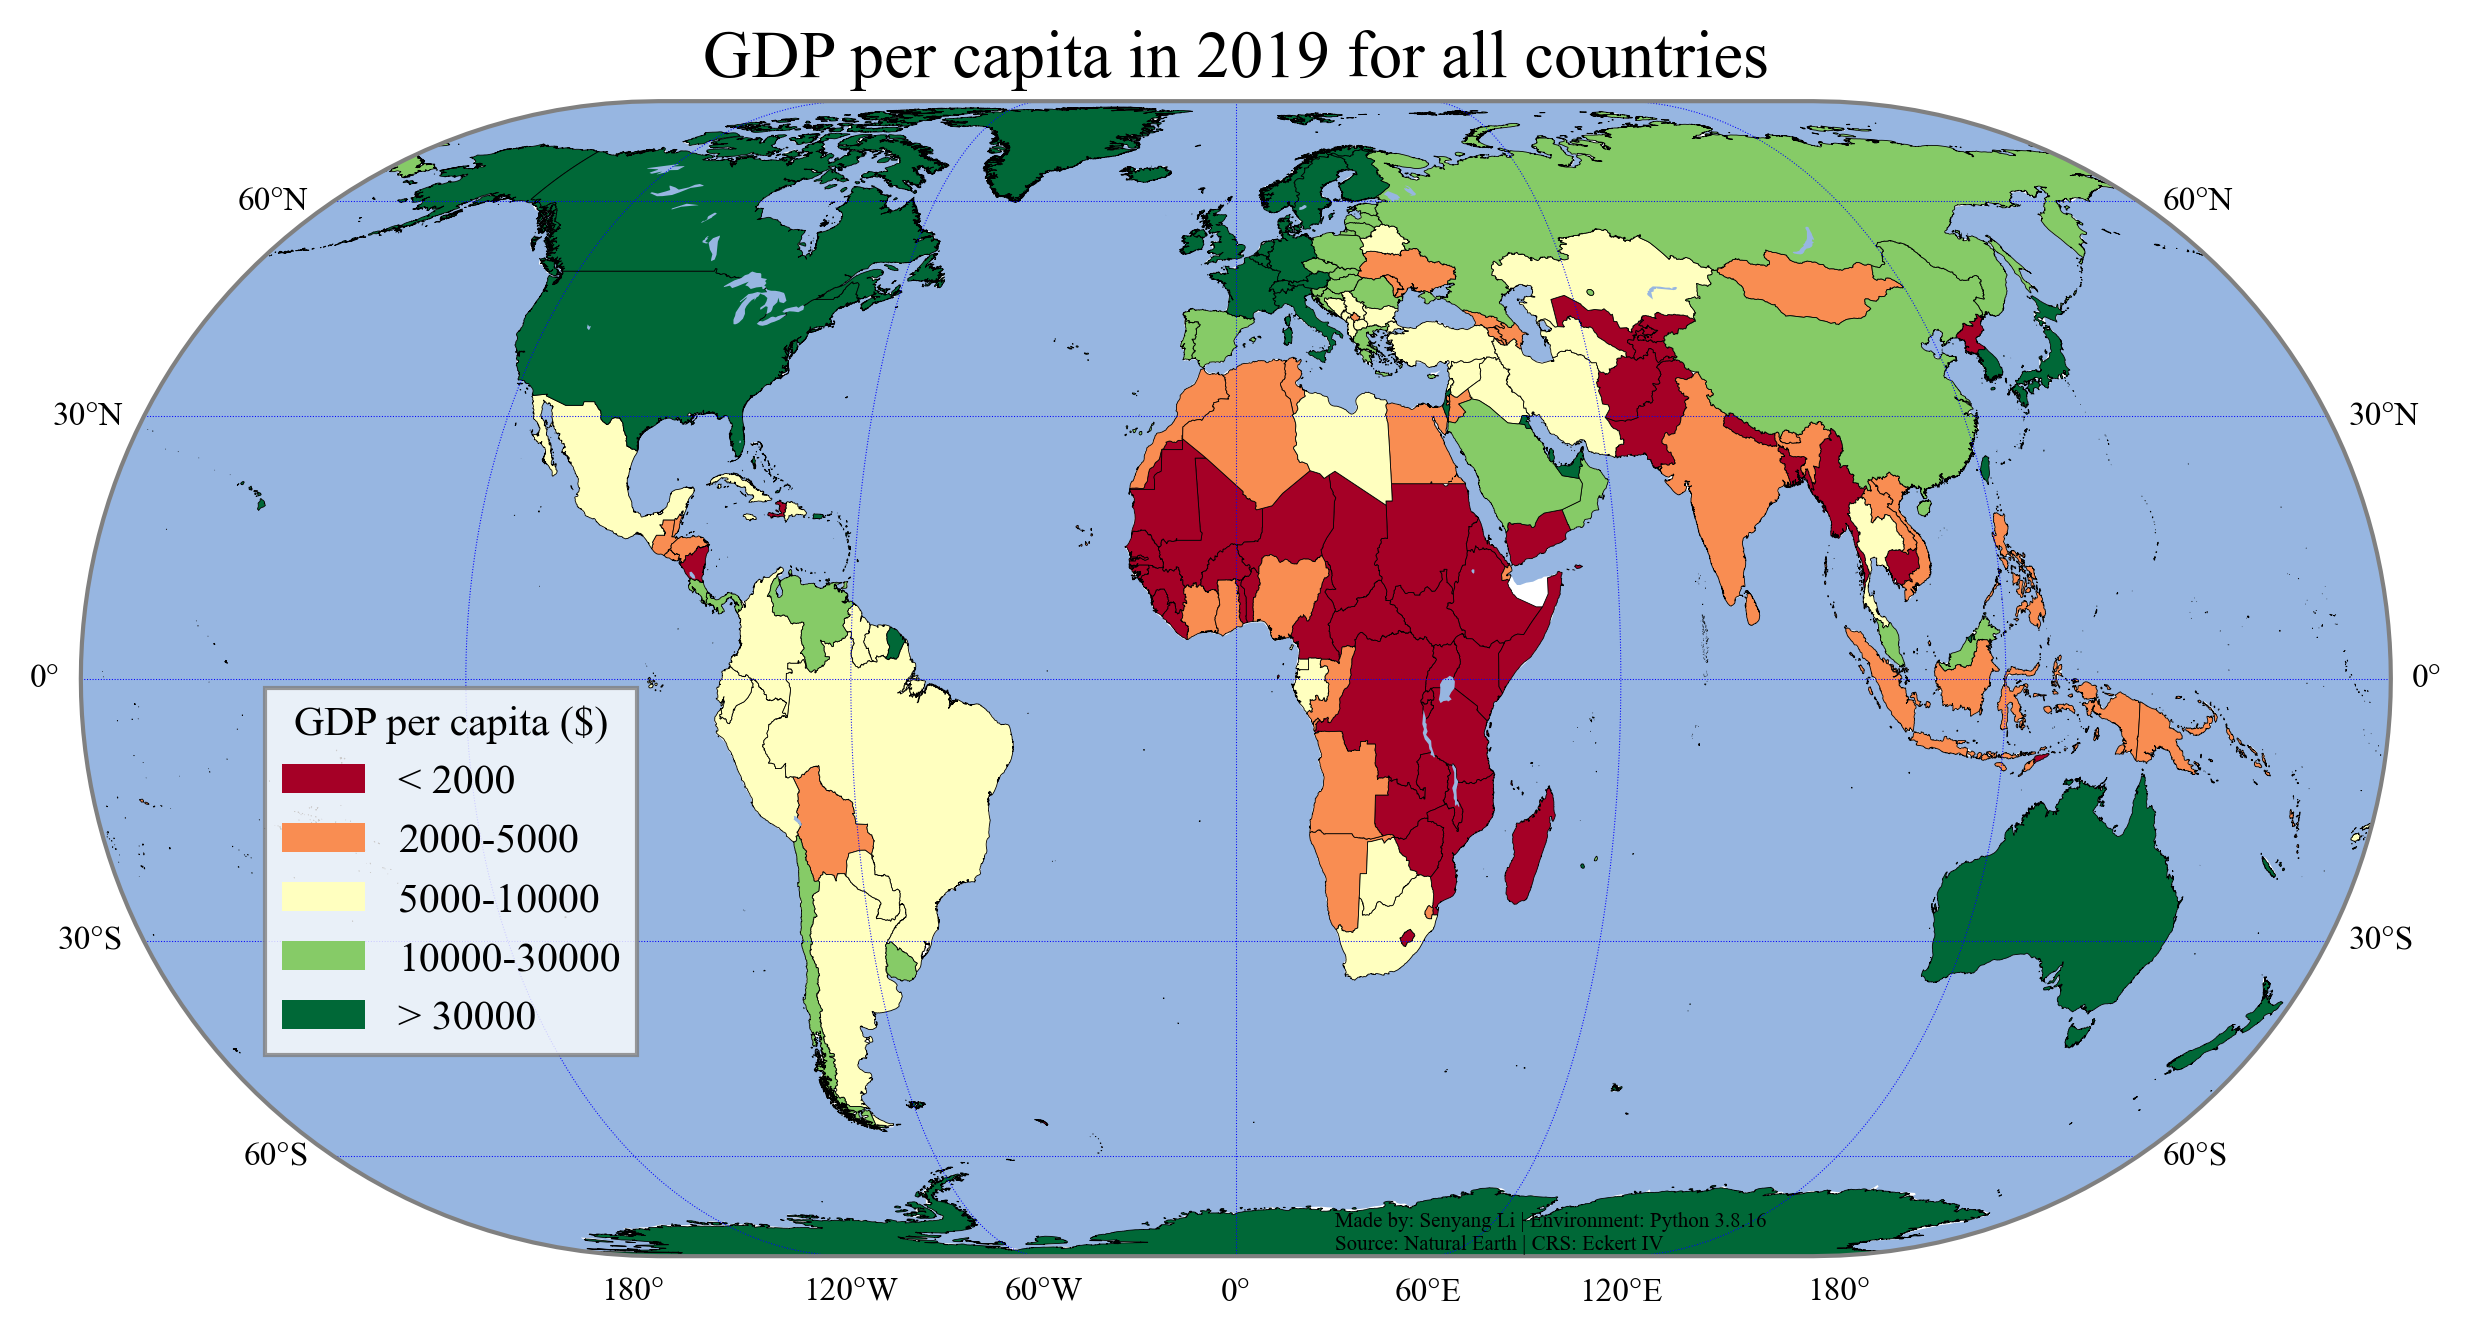 GDP per capita in 2019 for all countries
60°N
60°N
30°N
30°N
0°
0°
GDP per capita ($)
< 2000
2000-5000
5000-10000
10000-30000
> 30000
30°S
30°S
60°S
60°S
Made by: Senyang Li | Environment: Python 3.8.16
Source: Natural Earth | CRS: Eckert IV
180°
120°W
60°W
0°
60°E
120°E
180°